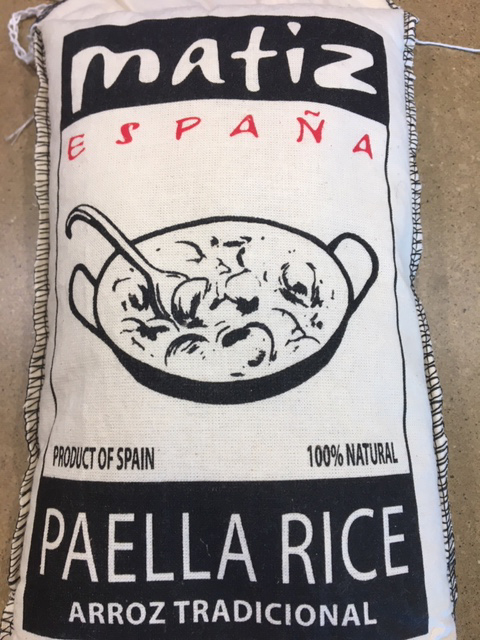 matiz
ESPAÑA
PRODUCT OF SPAIN 100% NATURAL
PAELLA RICE
ARROZ TRADICIONAL